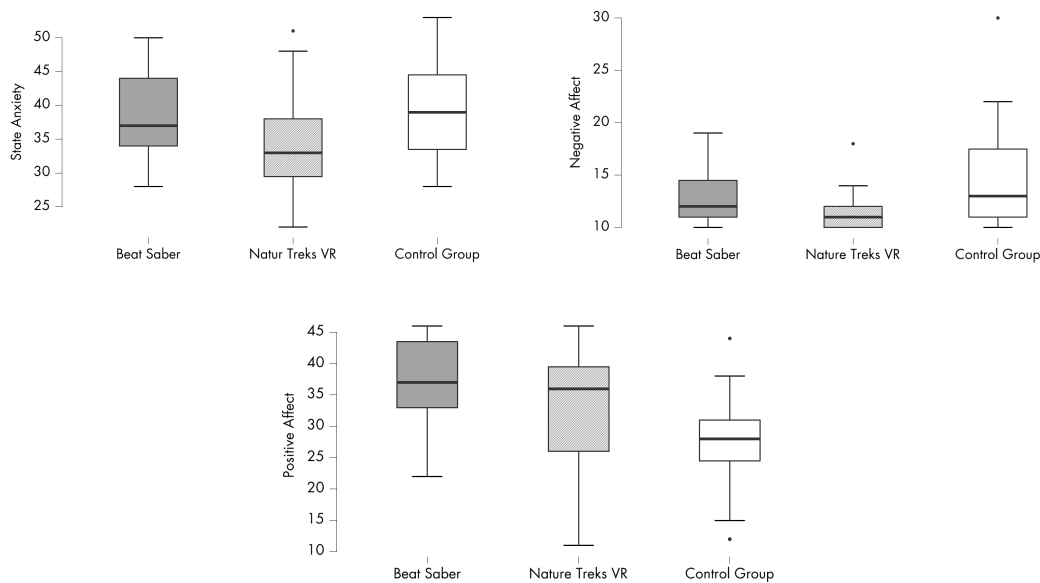 State Anxiety
50
45
40
35
30
25
Beat Saber
Natur Treks VR
Control Group
Negative Affect
30
25
20
15
10
Beat Saber
Nature Treks VR
Control Group
Positive Affect
45
40
35
30
25
20
15
10
Beat Saber
Nature Treks VR
Control Group